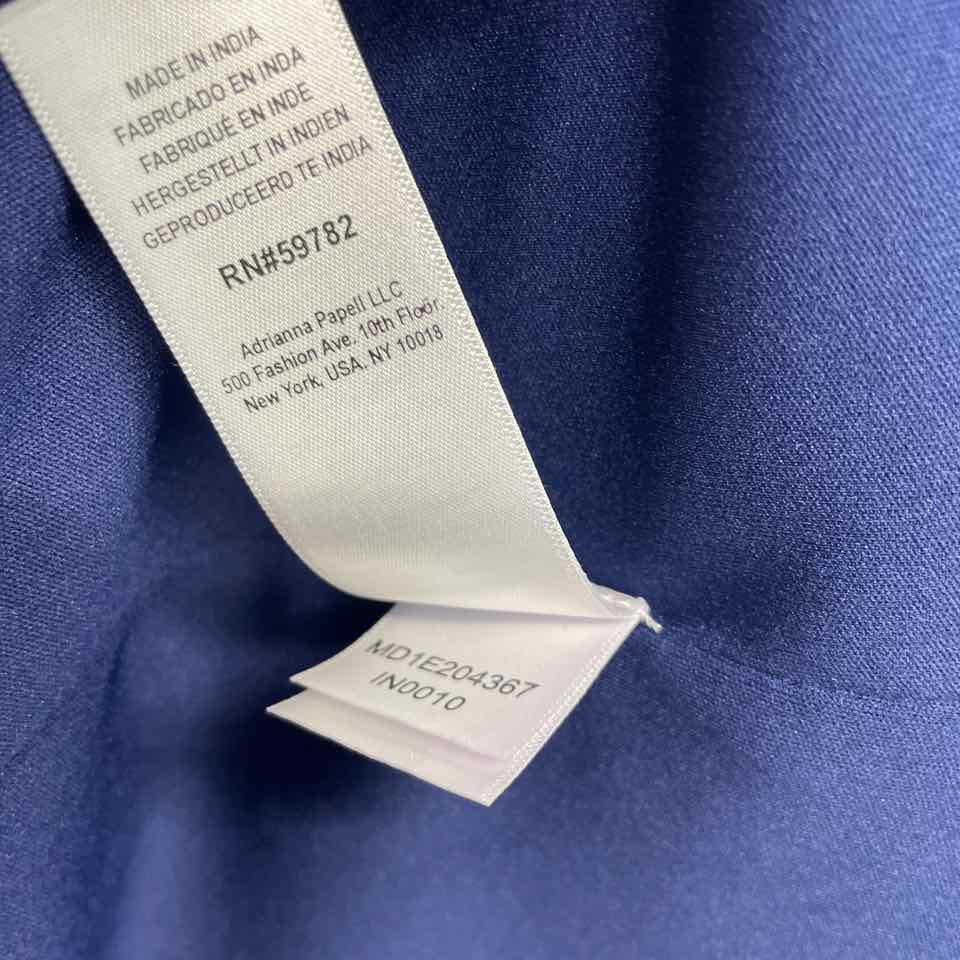 MADE IN INDIA
FABRICADO EN INDA
FABRIQUÉ EN INDE
HERGESTELLT IN INDIEN
GEPRODUCEERD TE INDIA
RN#59782
Adrianna Papell LLC
500 Fashion Ave. 10th Floor.
New York, USA. NY 10018
MD1E204367
IN0010